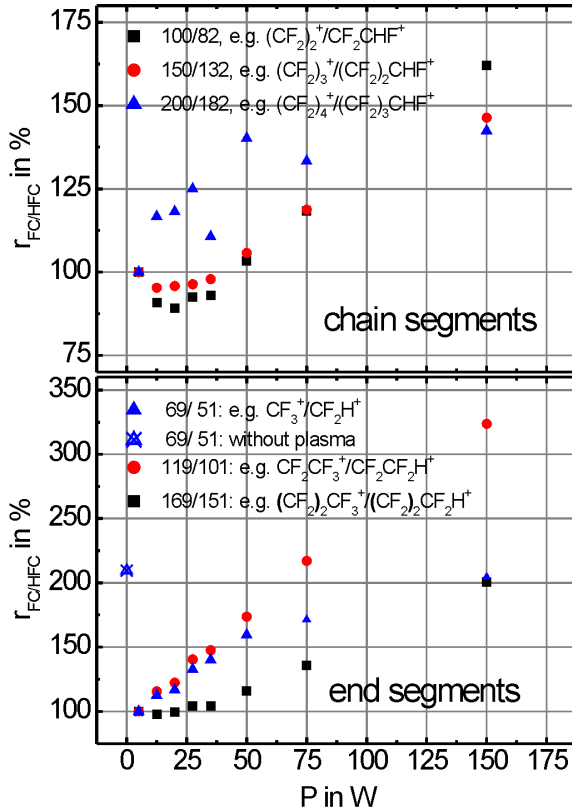 175
150
125
100
75
r_FC/HFC in %
100/82, e.g. (CF₂)₂⁺/CF₂CHF⁺
150/132, e.g. (CF₂)₃⁺/(CF₂)₂CHF⁺
200/182, e.g. (CF₂)₄⁺/(CF₂)₃CHF⁺
chain segments
350
300
250
200
150
100
r_FC/HFC in %
69/ 51: e.g. CF₃⁺/CF₂H⁺
69/ 51: without plasma
119/101: e.g. CF₂CF₃⁺/CF₂CF₂H⁺
169/151: e.g. (CF₂)₂CF₃⁺/(CF₂)₂CF₂H⁺
end segments
0 25 50 75 100 125 150 175
P in W